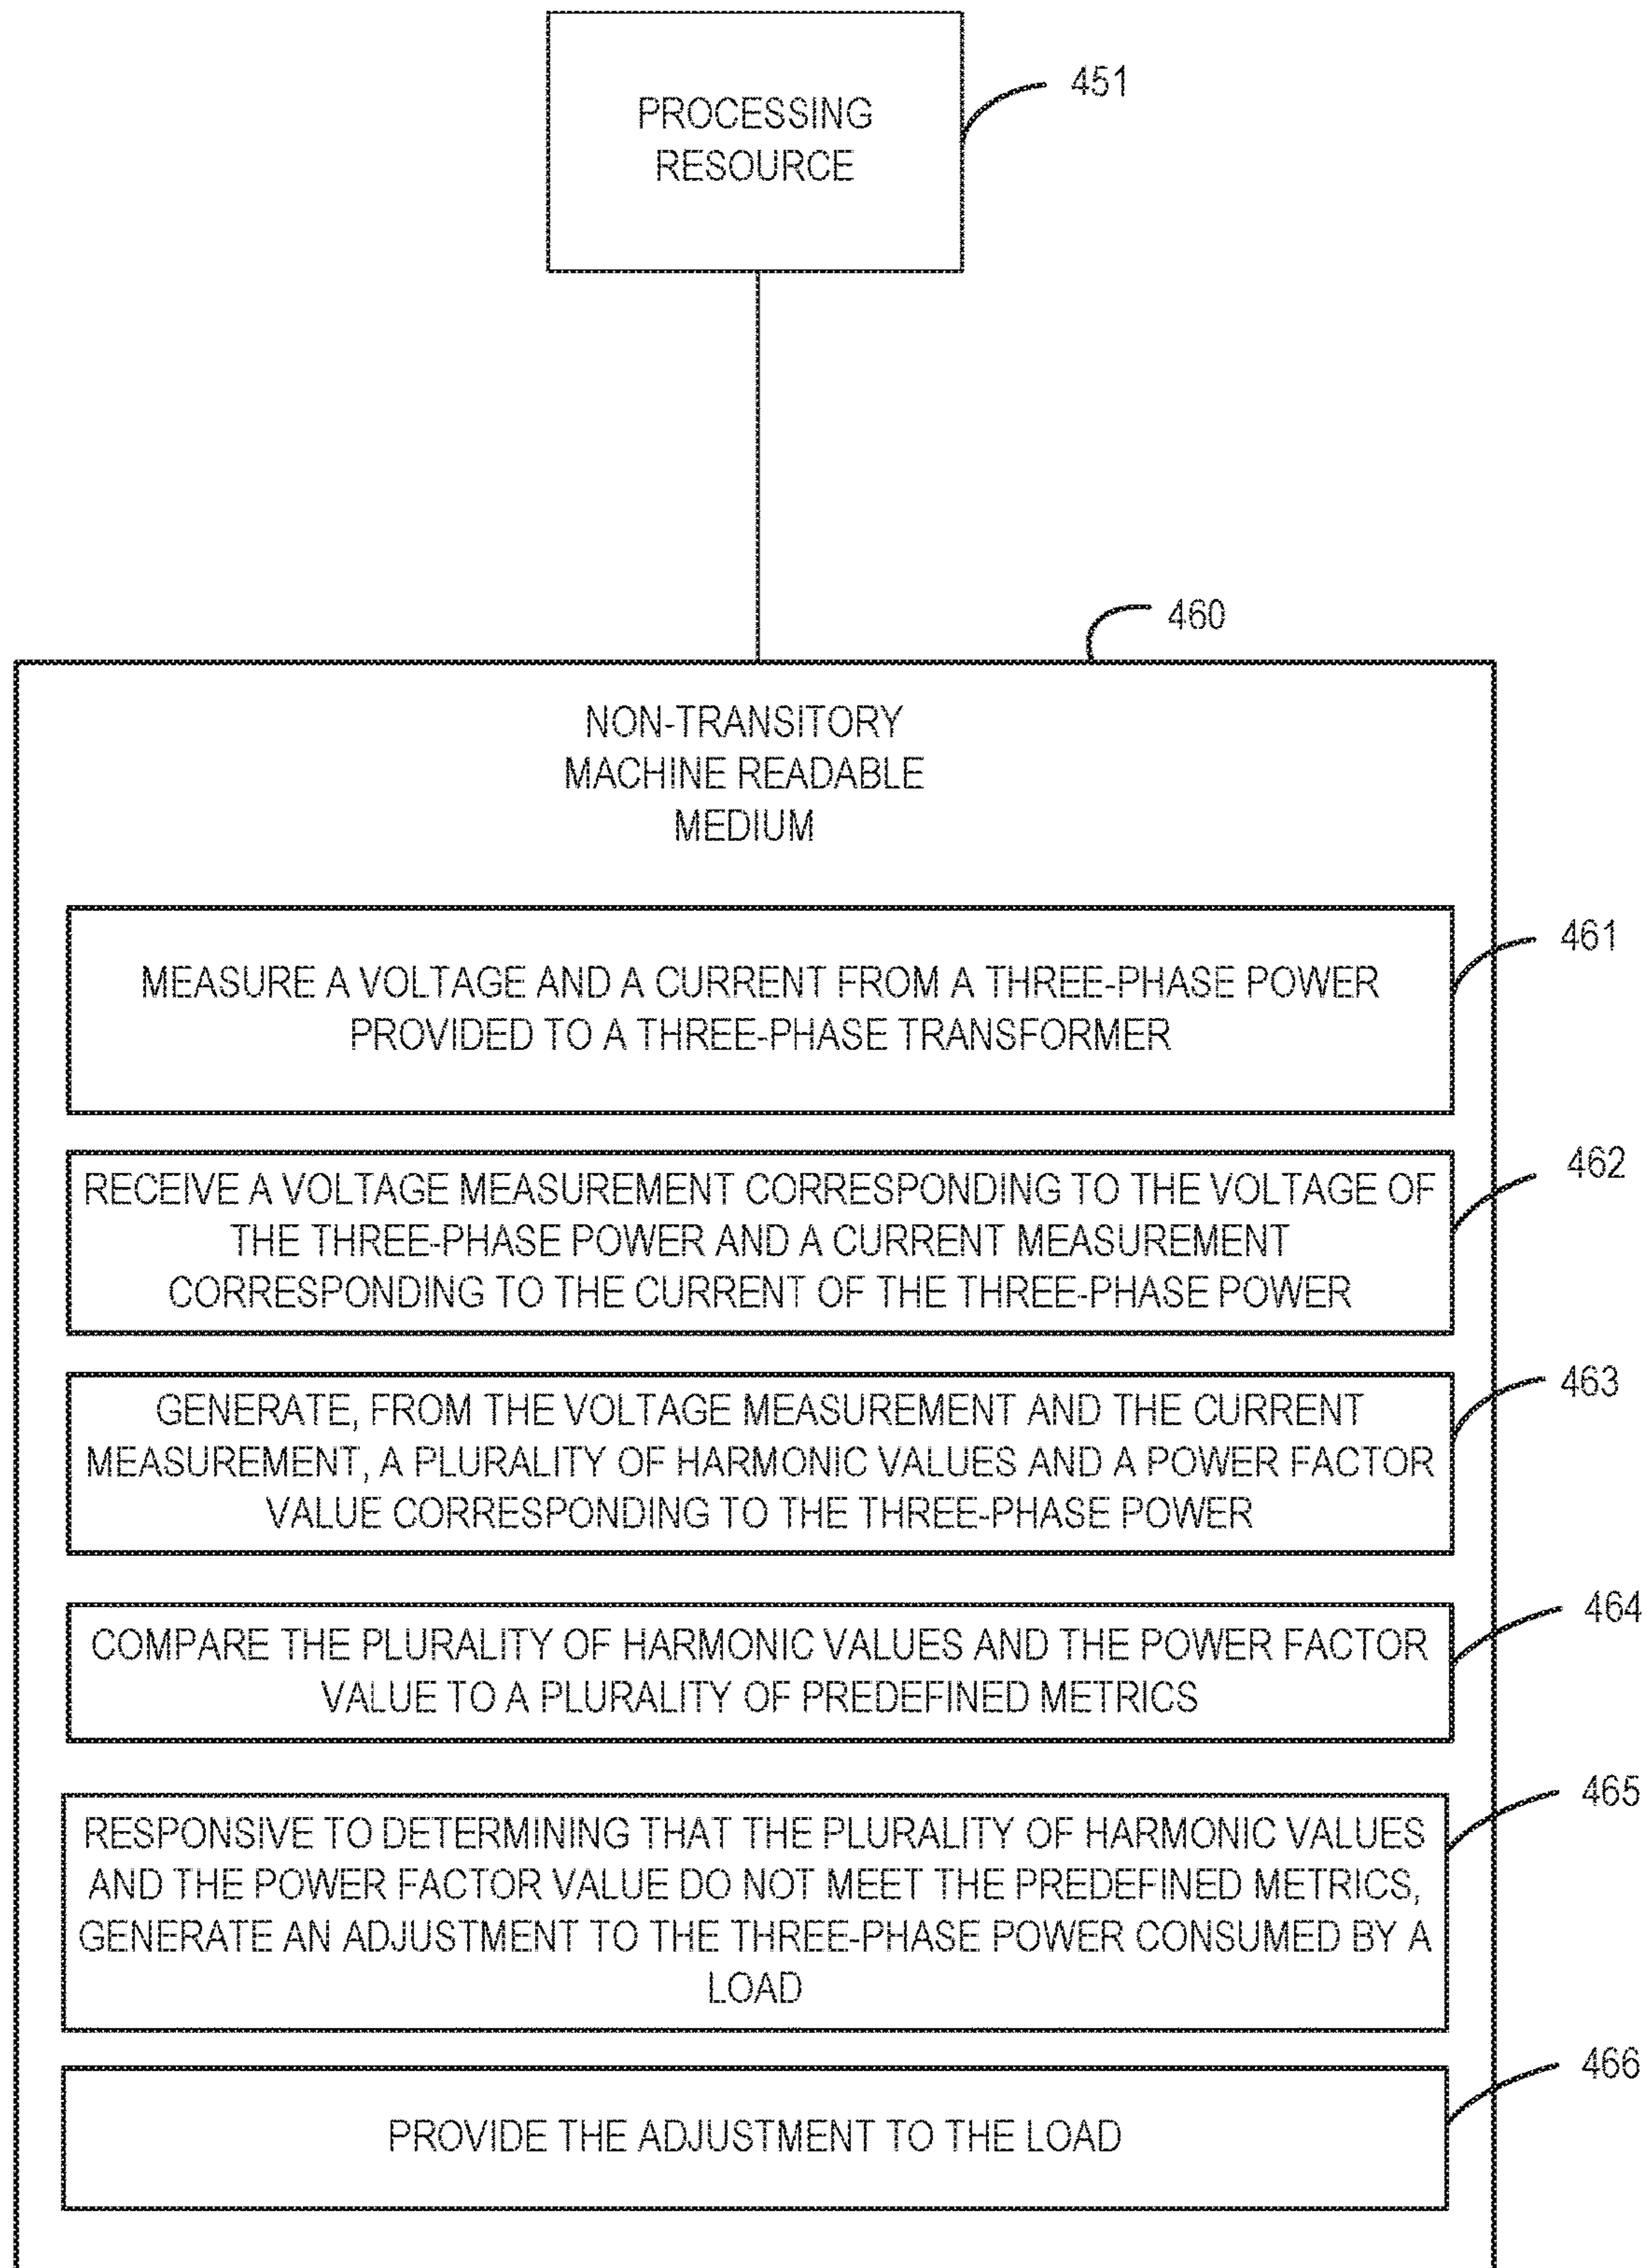 PROCESSING
RESOURCE
451
460
NON-TRANSITORY
MACHINE READABLE
MEDIUM
MEASURE A VOLTAGE AND A CURRENT FROM A THREE-PHASE POWER
PROVIDED TO A THREE-PHASE TRANSFORMER
461
RECEIVE A VOLTAGE MEASUREMENT CORRESPONDING TO THE VOLTAGE OF
THE THREE-PHASE POWER AND A CURRENT MEASUREMENT
CORRESPONDING TO THE CURRENT OF THE THREE-PHASE POWER
462
GENERATE, FROM THE VOLTAGE MEASUREMENT AND THE CURRENT
MEASUREMENT, A PLURALITY OF HARMONIC VALUES AND A POWER FACTOR
VALUE CORRESPONDING TO THE THREE-PHASE POWER
463
COMPARE THE PLURALITY OF HARMONIC VALUES AND THE POWER FACTOR
VALUE TO A PLURALITY OF PREDEFINED METRICS
464
RESPONSIVE TO DETERMINING THAT THE PLURALITY OF HARMONIC VALUES
AND THE POWER FACTOR VALUE DO NOT MEET THE PREDEFINED METRICS,
GENERATE AN ADJUSTMENT TO THE THREE-PHASE POWER CONSUMED BY A
LOAD
465
PROVIDE THE ADJUSTMENT TO THE LOAD
466